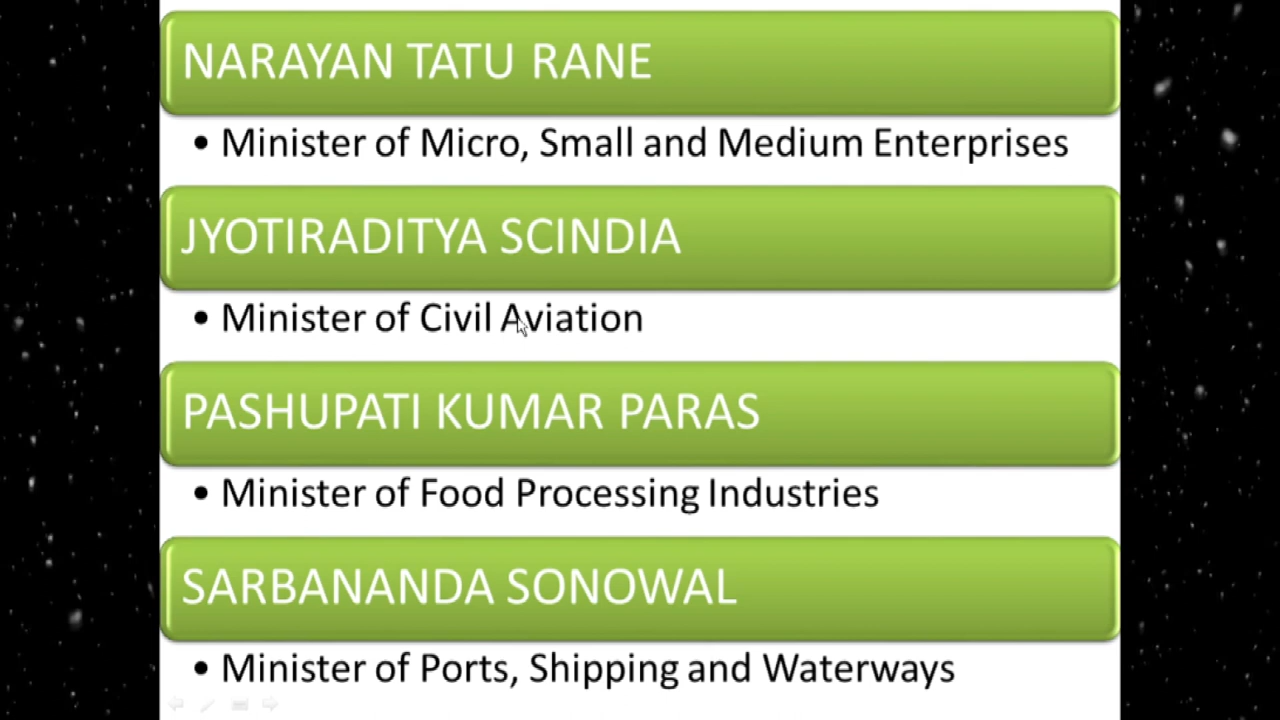 NARAYAN TATU RANE
• Minister of Micro, Small and Medium Enterprises
JYOTIRADITYA SCINDIA
• Minister of Civil Aviation
PASHUPATI KUMAR PARAS
• Minister of Food Processing Industries
SARBANANDA SONOWAL
• Minister of Ports, Shipping and Waterways